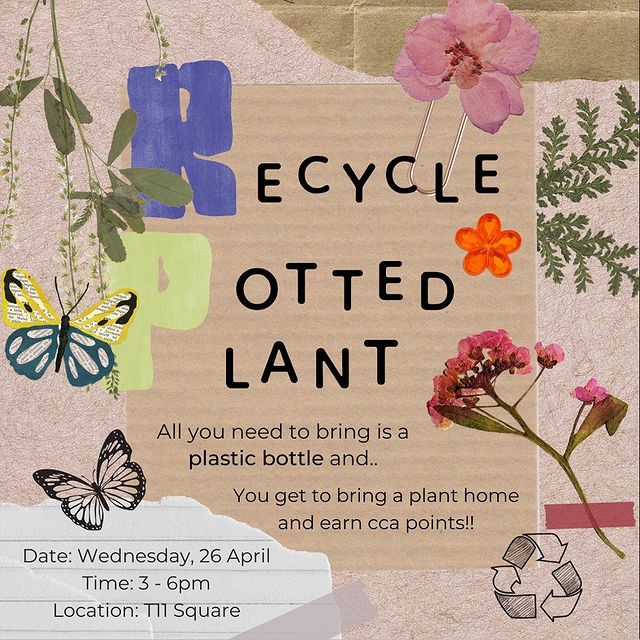 RECYCLE
POTTED
LANT
All you need to bring is a
plastic bottle and..
You get to bring a plant home
and earn cca points!!
Date: Wednesday, 26 April
Time: 3 - 6pm
Location: T11 Square